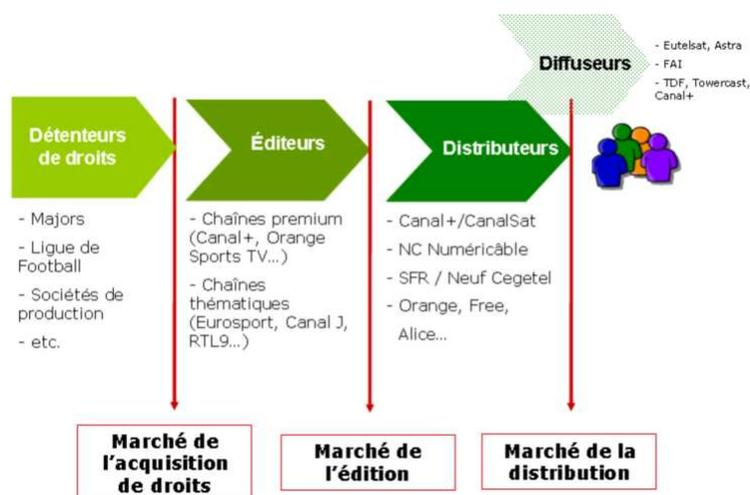 Diffuseurs
- Eutelsat, Astra
- FAI
- TDF, Towercast,
Canal+
Détenteurs
de droits
Éditeurs
Distributeurs
- Majors
- Ligue de
Football
- Sociétés de
production
- etc.
- Chaînes premium
(Canal+, Orange
Sports TV...)
- Chaînes
thématiques
(Eurosport, Canal J,
RTL9...)
- Canal+/CanalSat
- NC Numéricâble
- SFR / Neuf Cegetel
- Orange, Free,
Alice...
Marché de
l'acquisition
de droits
Marché de
l'édition
Marché de la
distribution